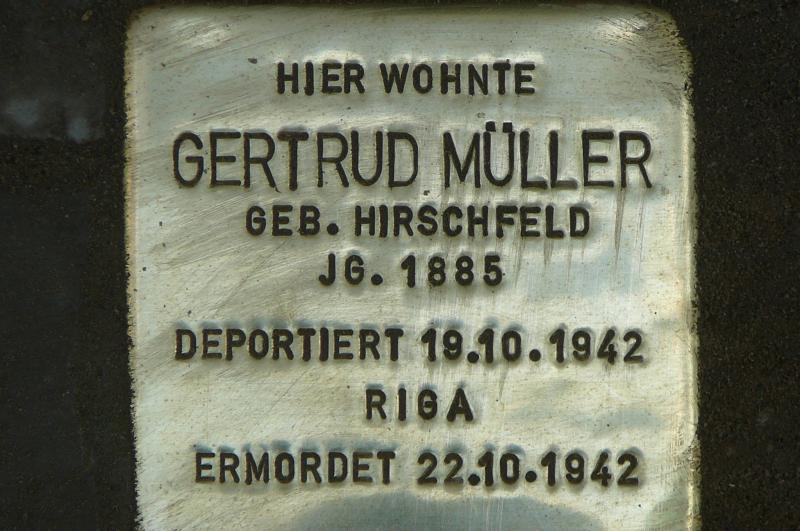 HIER WOHNTE
GERTRUD MÜLLER
GEB. HIRSCHFELD
JG. 1885
DEPORTIERT 19.10.1942
RIGA
ERMORDET 22.10.1942